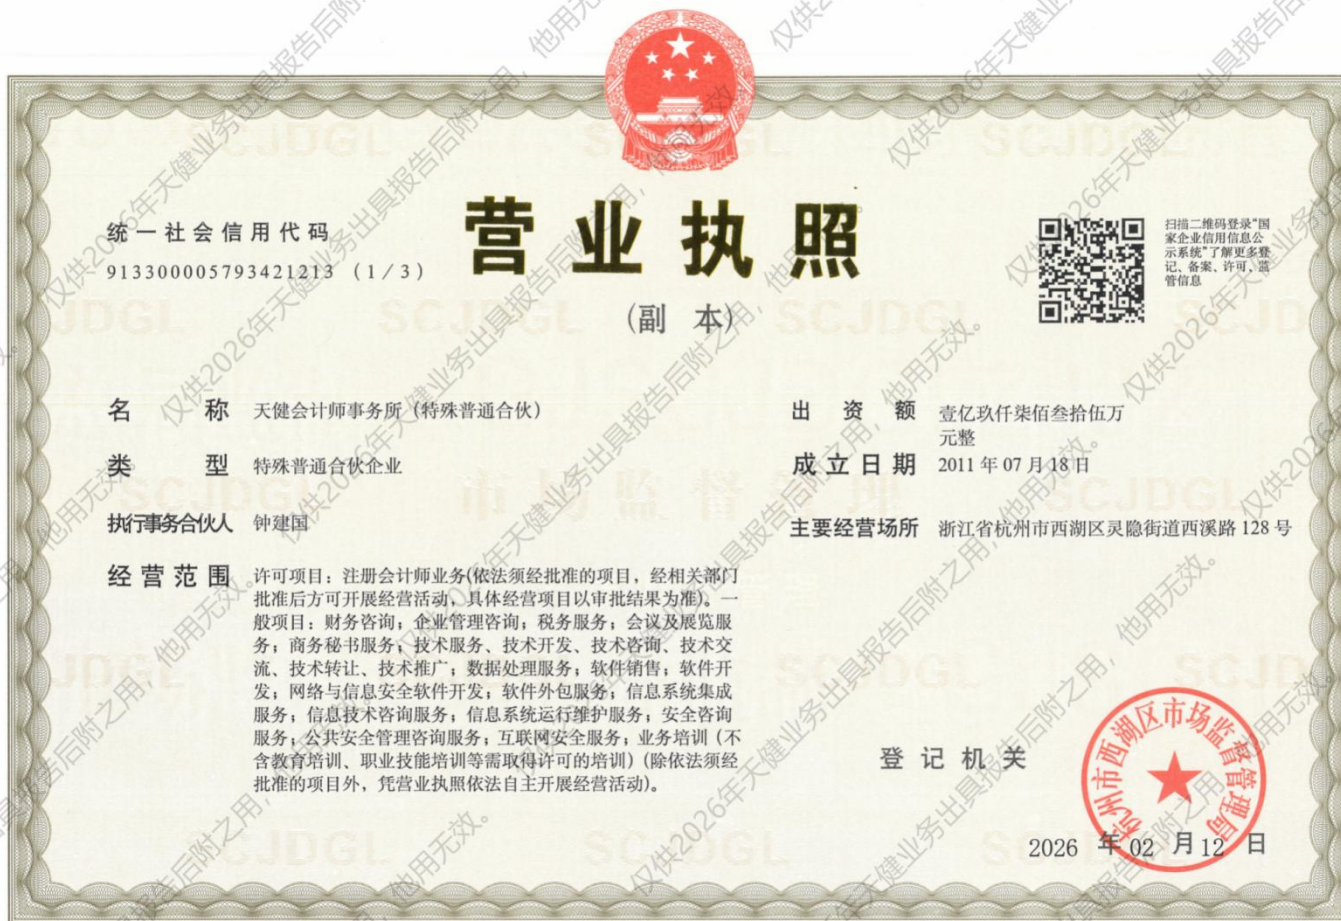 统一社会信用代码
913300005793421213 (1/3)
营业执照
(副 本)
扫描二维码登录“国
家企业信用信息公
示系统”了解更多登
记、备案、许可、监
管信息
名 称 天健会计师事务所（特殊普通合伙）
类 型 特殊普通合伙企业
执行事务合伙人 钟建国
经营范围 许可项目：注册会计师业务(依法须经批准的项目，经相关部门
批准后方可开展经营活动，具体经营项目以审批结果为准)。一
般项目：财务咨询；企业管理咨询；税务服务；会议及展览服
务；商务秘书服务；技术服务、技术开发、技术咨询、技术交
流、技术转让、技术推广；数据处理服务；软件销售；软件开
发；网络与信息安全软件开发；软件外包服务；信息系统集成
服务；信息技术咨询服务；信息系统运行维护服务；安全咨询
服务；公共安全管理咨询服务；互联网安全服务；业务培训（不
含教育培训、职业技能培训等需取得许可的培训）(除依法须经
批准的项目外，凭营业执照依法自主开展经营活动)。
出 资 额 壹亿玖仟柒佰叁拾伍万
元整
成立日期 2011 年 07 月 18 日
主要经营场所 浙江省杭州市西湖区灵隐街道西溪路 128 号
登记机关
杭州市西湖区市场监督管理局
2026 年 02 月 12 日
市场监督管理
SCJDGL
仅供2026年天健业务出具报告后附之用，他用无效。